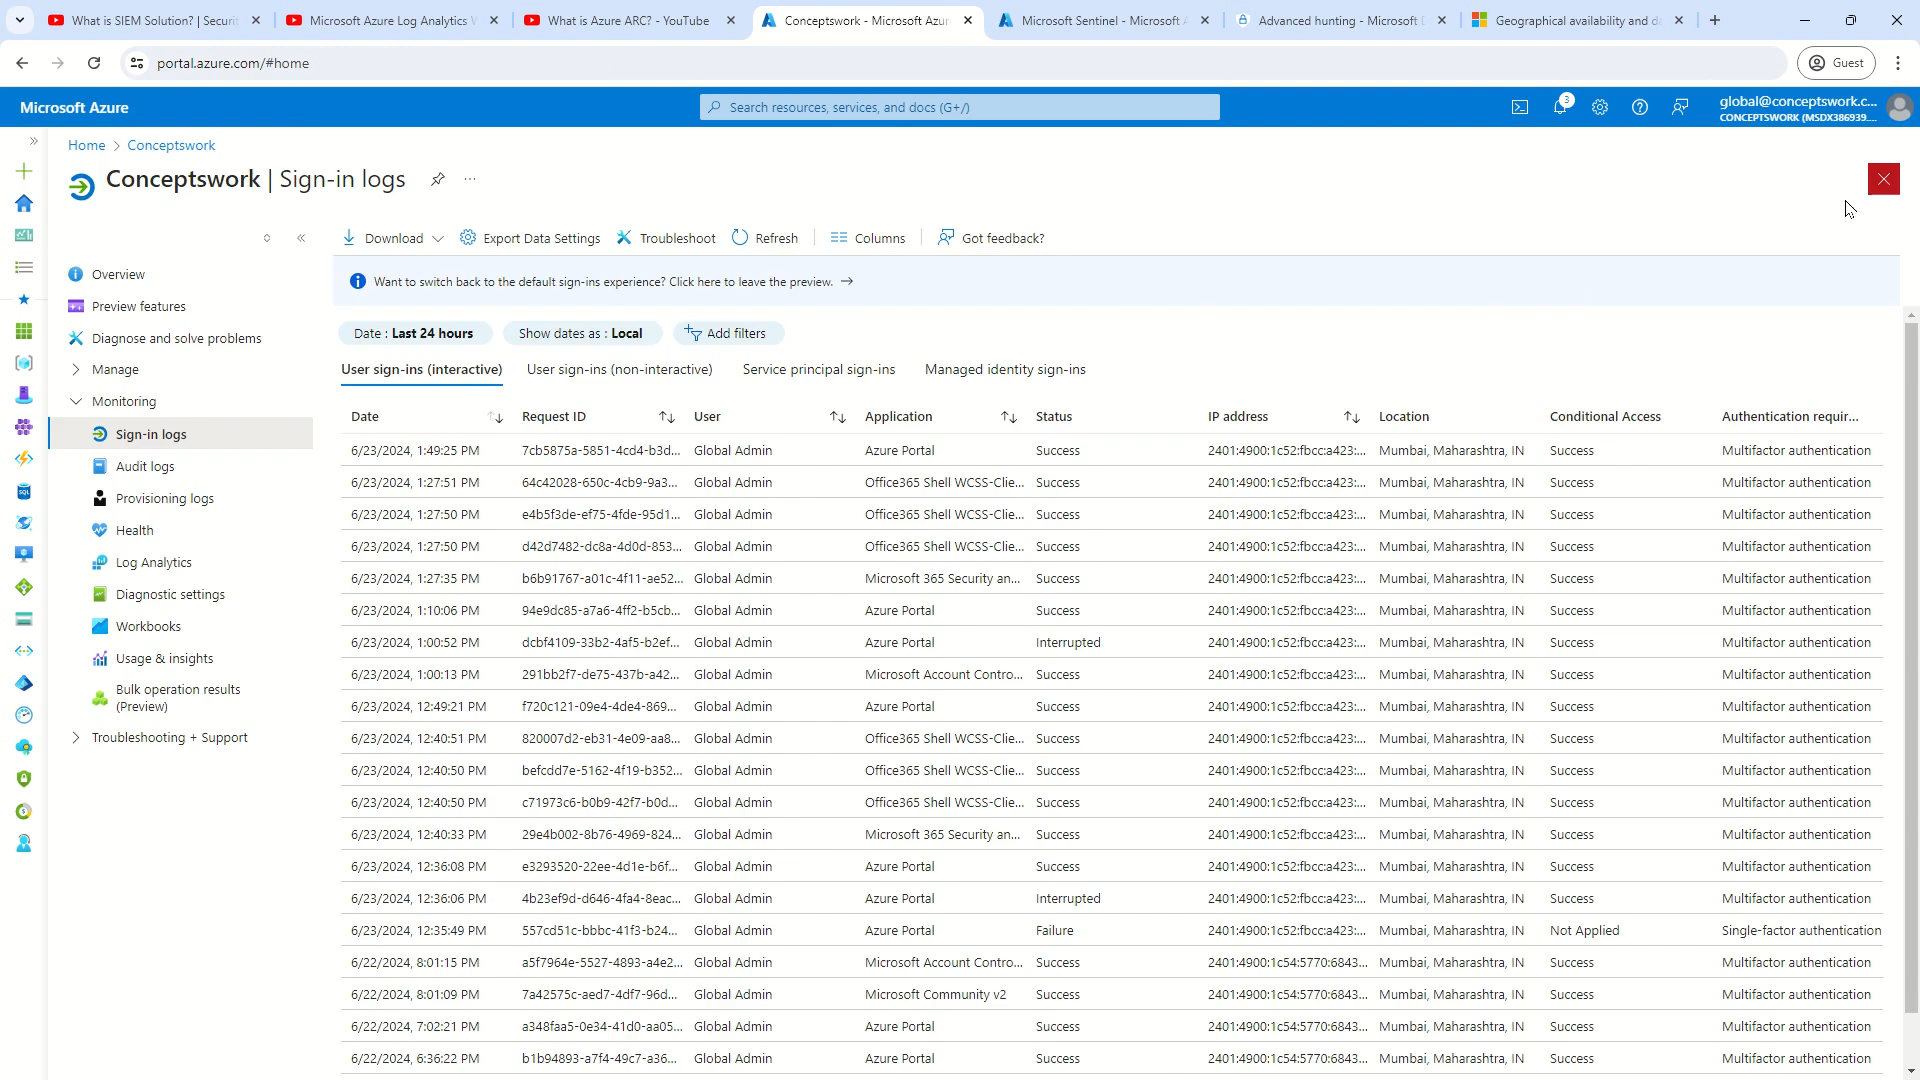 What is SIEM Solution? | Securi
Microsoft Azure Log Analytics
What is Azure ARC? - YouTube
Conceptswork - Microsoft Azur
Microsoft Sentinel - Microsoft
Advanced hunting - Microsoft
Geographical availability and d
portal.azure.com/#home
Guest
Microsoft Azure
Search resources, services, and docs (G+/)
3
global@conceptswork.c...
CONCEPTSWORK (MSDX386939....
Home > Conceptswork
Conceptswork | Sign-in logs
Download
Export Data Settings
Troubleshoot
Refresh
Columns
Got feedback?
Overview
Preview features
Diagnose and solve problems
Manage
Monitoring
Sign-in logs
Audit logs
Provisioning logs
Health
Log Analytics
Diagnostic settings
Workbooks
Usage & insights
Bulk operation results
(Preview)
Troubleshooting + Support
Want to switch back to the default sign-ins experience? Click here to leave the preview. →
Date : Last 24 hours
Show dates as : Local
Add filters
User sign-ins (interactive)
User sign-ins (non-interactive)
Service principal sign-ins
Managed identity sign-ins
Date Request ID User Application Status IP address Location Conditional Access Authentication requir...
6/23/2024, 1:49:25 PM 7cb5875a-5851-4cd4-b3d... Global Admin Azure Portal Success 2401:4900:1c52:fbcc:a423:... Mumbai, Maharashtra, IN Success Multifactor authentication
6/23/2024, 1:27:51 PM 64c42028-650c-4cb9-9a3... Global Admin Office365 Shell WCSS-Clie... Success 2401:4900:1c52:fbcc:a423:... Mumbai, Maharashtra, IN Success Multifactor authentication
6/23/2024, 1:27:50 PM e4b5f3de-ef75-4fde-95d1... Global Admin Office365 Shell WCSS-Clie... Success 2401:4900:1c52:fbcc:a423:... Mumbai, Maharashtra, IN Success Multifactor authentication
6/23/2024, 1:27:50 PM d42d7482-dc8a-4d0d-853... Global Admin Office365 Shell WCSS-Clie... Success 2401:4900:1c52:fbcc:a423:... Mumbai, Maharashtra, IN Success Multifactor authentication
6/23/2024, 1:27:35 PM b6b91767-a01c-4f11-ae52... Global Admin Microsoft 365 Security an... Success 2401:4900:1c52:fbcc:a423:... Mumbai, Maharashtra, IN Success Multifactor authentication
6/23/2024, 1:10:06 PM 94e9dc85-a7a6-4ff2-b5cb... Global Admin Azure Portal Success 2401:4900:1c52:fbcc:a423:... Mumbai, Maharashtra, IN Success Multifactor authentication
6/23/2024, 1:00:52 PM dcbf4109-33b2-4af5-b2ef... Global Admin Azure Portal Interrupted 2401:4900:1c52:fbcc:a423:... Mumbai, Maharashtra, IN Success Multifactor authentication
6/23/2024, 1:00:13 PM 291bb2f7-de75-437b-a42... Global Admin Microsoft Account Contro... Success 2401:4900:1c52:fbcc:a423:... Mumbai, Maharashtra, IN Success Multifactor authentication
6/23/2024, 12:49:21 PM f720c121-09e4-4de4-869... Global Admin Azure Portal Success 2401:4900:1c52:fbcc:a423:... Mumbai, Maharashtra, IN Success Multifactor authentication
6/23/2024, 12:40:51 PM 820007d2-eb31-4e09-aa8... Global Admin Office365 Shell WCSS-Clie... Success 2401:4900:1c52:fbcc:a423:... Mumbai, Maharashtra, IN Success Multifactor authentication
6/23/2024, 12:40:50 PM befcdd7e-5162-4f19-b352... Global Admin Office365 Shell WCSS-Clie... Success 2401:4900:1c52:fbcc:a423:... Mumbai, Maharashtra, IN Success Multifactor authentication
6/23/2024, 12:40:50 PM c71973c6-b0b9-42f7-b0d... Global Admin Office365 Shell WCSS-Clie... Success 2401:4900:1c52:fbcc:a423:... Mumbai, Maharashtra, IN Success Multifactor authentication
6/23/2024, 12:40:33 PM 29e4b002-8b76-4969-824... Global Admin Microsoft 365 Security an... Success 2401:4900:1c52:fbcc:a423:... Mumbai, Maharashtra, IN Success Multifactor authentication
6/23/2024, 12:36:08 PM e3293520-22ee-4d1e-b6f... Global Admin Azure Portal Success 2401:4900:1c52:fbcc:a423:... Mumbai, Maharashtra, IN Success Multifactor authentication
6/23/2024, 12:36:06 PM 4b23ef9d-d646-4fa4-8eac... Global Admin Azure Portal Interrupted 2401:4900:1c52:fbcc:a423:... Mumbai, Maharashtra, IN Success Multifactor authentication
6/23/2024, 12:35:49 PM 557cd51c-bbbc-41f3-b24... Global Admin Azure Portal Failure 2401:4900:1c52:fbcc:a423:... Mumbai, Maharashtra, IN Not Applied Single-factor authentication
6/22/2024, 8:01:15 PM a5f7964e-5527-4893-a4e2... Global Admin Microsoft Account Contro... Success 2401:4900:1c54:5770:6843... Mumbai, Maharashtra, IN Success Multifactor authentication
6/22/2024, 8:01:09 PM 7a42575c-aed7-4df7-96d... Global Admin Microsoft Community v2 Success 2401:4900:1c54:5770:6843... Mumbai, Maharashtra, IN Success Multifactor authentication
6/22/2024, 7:02:21 PM a348faa5-0e34-41d0-aa05... Global Admin Azure Portal Success 2401:4900:1c54:5770:6843... Mumbai, Maharashtra, IN Success Multifactor authentication
6/22/2024, 6:36:22 PM b1b94893-a7f4-49c7-a36... Global Admin Azure Portal Success 2401:4900:1c54:5770:6843... Mumbai, Maharashtra, IN Success Multifactor authentication